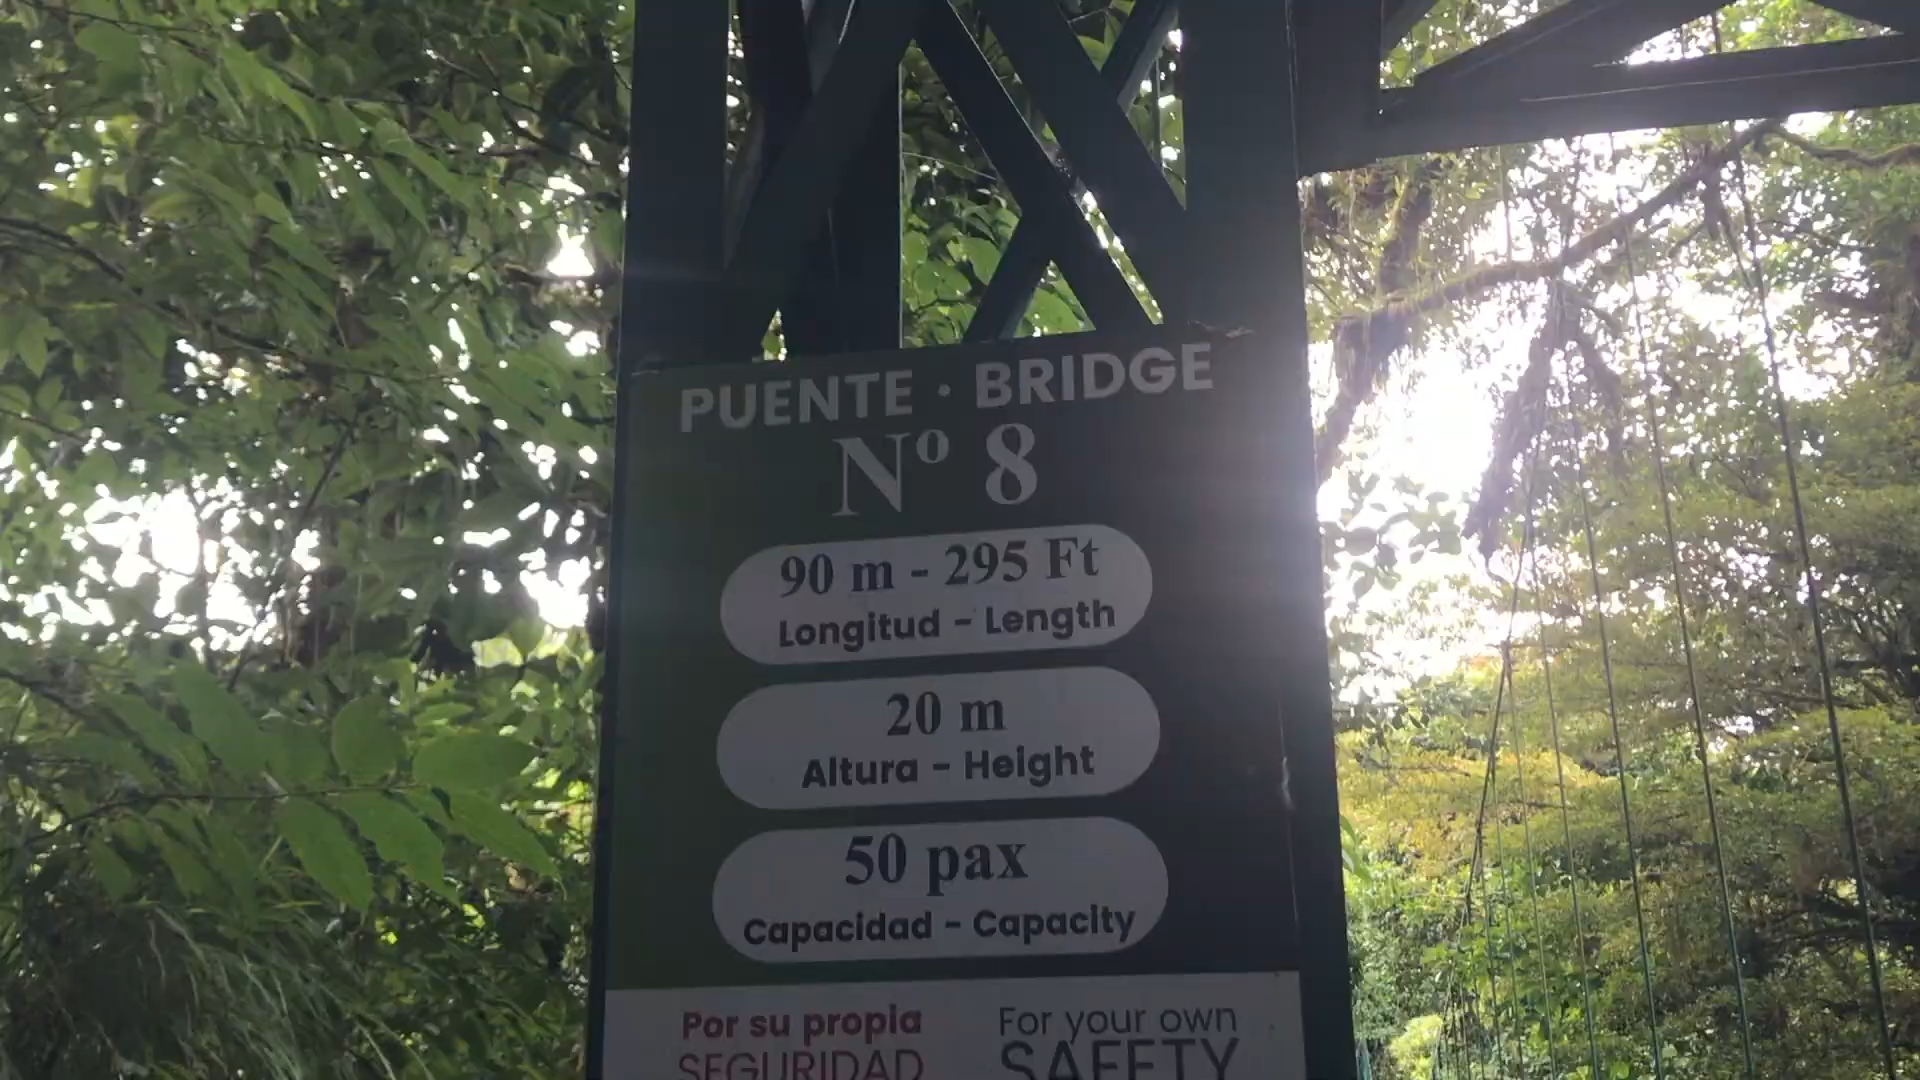 PUENTE · BRIDGE
Nº 8
90 m - 295 Ft
Longitud - Length
20 m
Altura - Height
50 pax
Capacidad - Capacity
Por su propia
SEGURIDAD
For your own
SAFETY